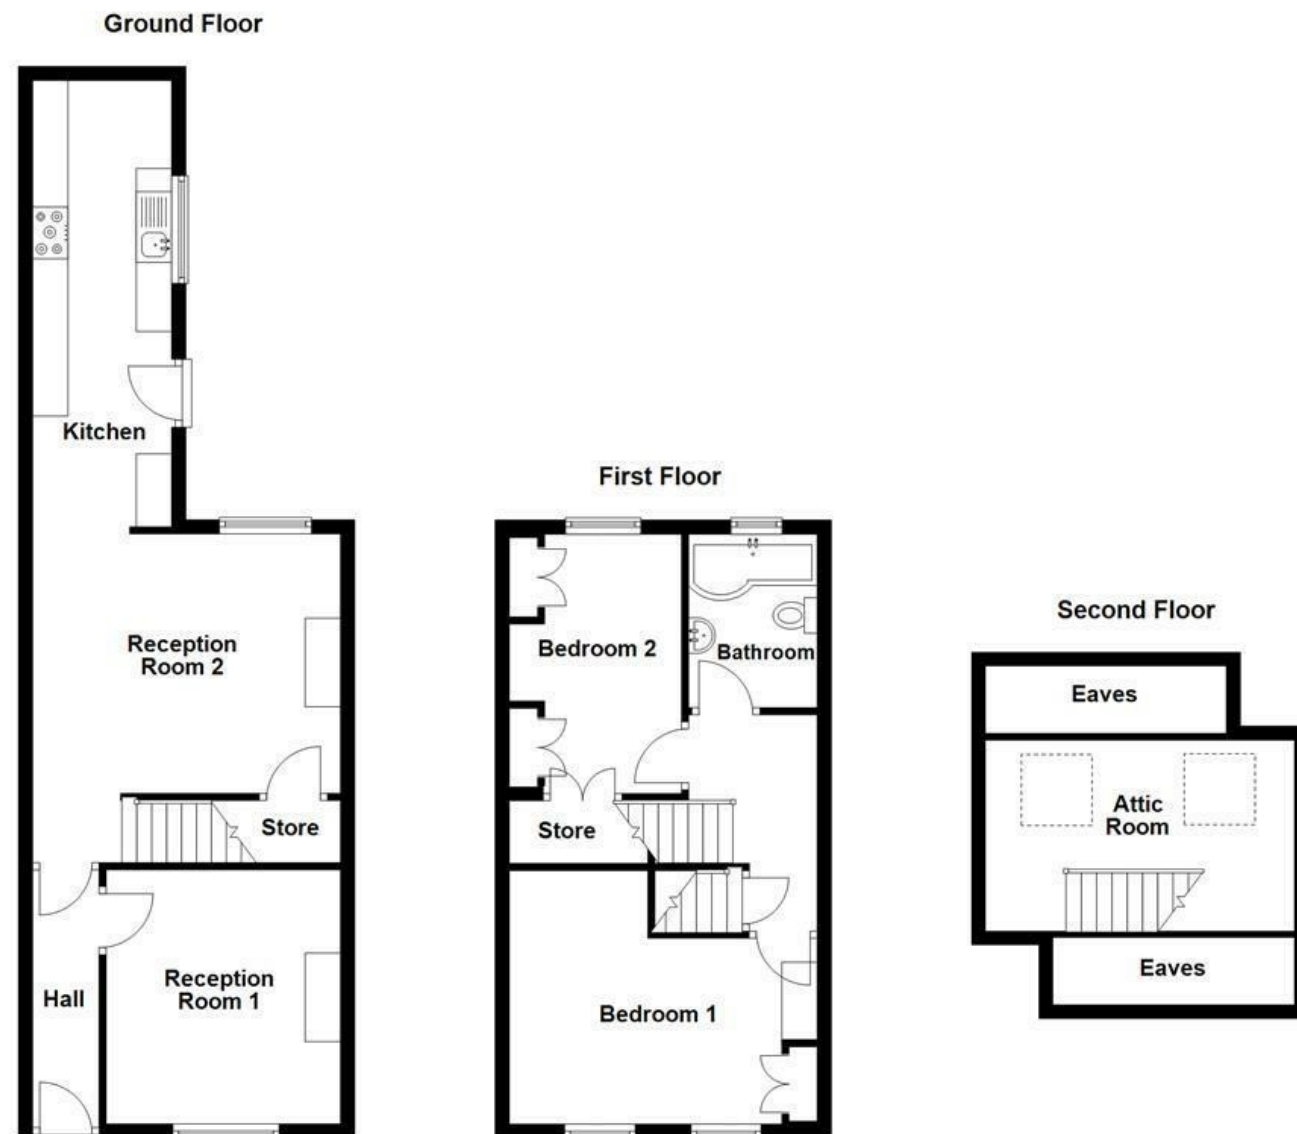 Ground Floor
Kitchen
Reception
Room 2
Store
Hall
Reception
Room 1
First Floor
Bedroom 2
Bathroom
Store
Bedroom 1
Second Floor
Eaves
Attic
Room
Eaves